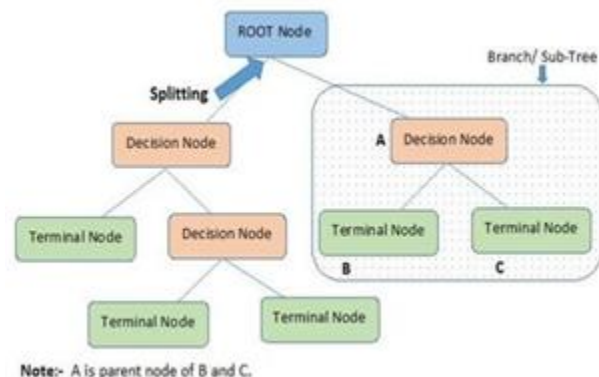 ROOT Node
Branch/ Sub-Tree
Splitting
Decision Node
A
Decision Node
Terminal Node
Decision Node
Terminal Node
Terminal Node
B
C
Terminal Node
Terminal Node
Note:- A is parent node of B and C.